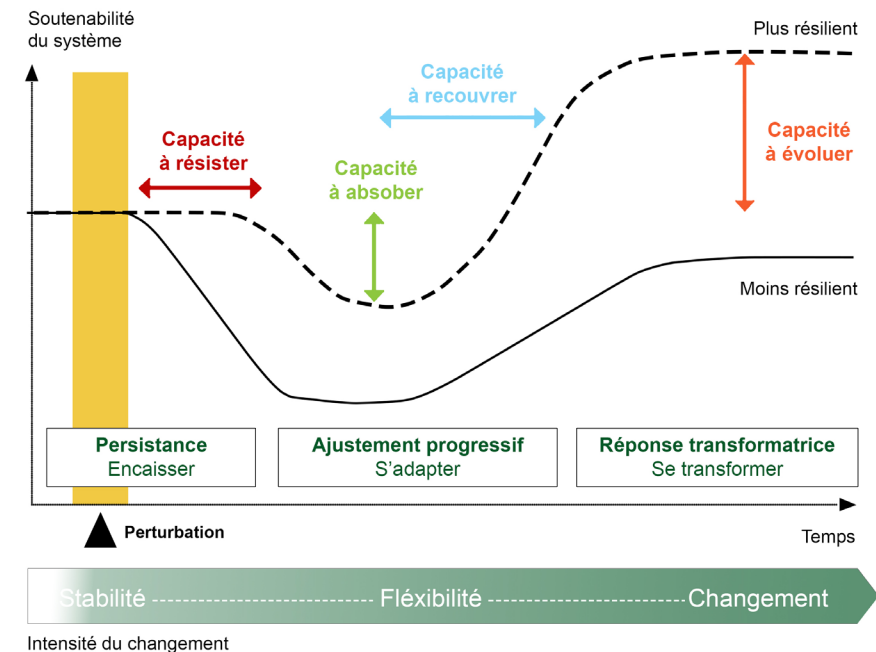 Soutenabilité
du système
Plus résilient
Capacité
à recouvrer
Capacité
à résister
Capacité
à absober
Capacité
à évoluer
Moins résilient
Persistance
Encaisser
Ajustement progressif
S'adapter
Réponse transformatrice
Se transformer
Perturbation
Temps
Stabilité
Fléxibilité
Changement
Intensité du changement